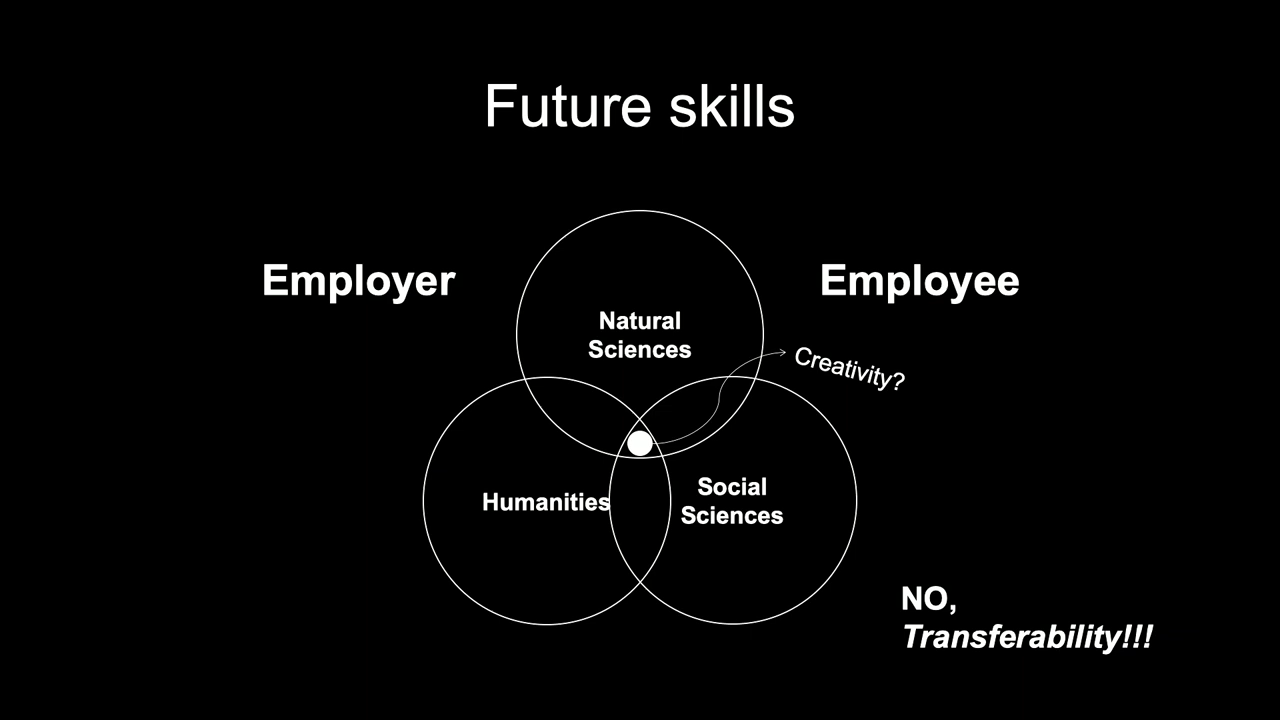 Future skills
Employer
Employee
Natural
Sciences
Creativity?
Humanities
Social
Sciences
NO,
Transferability!!!